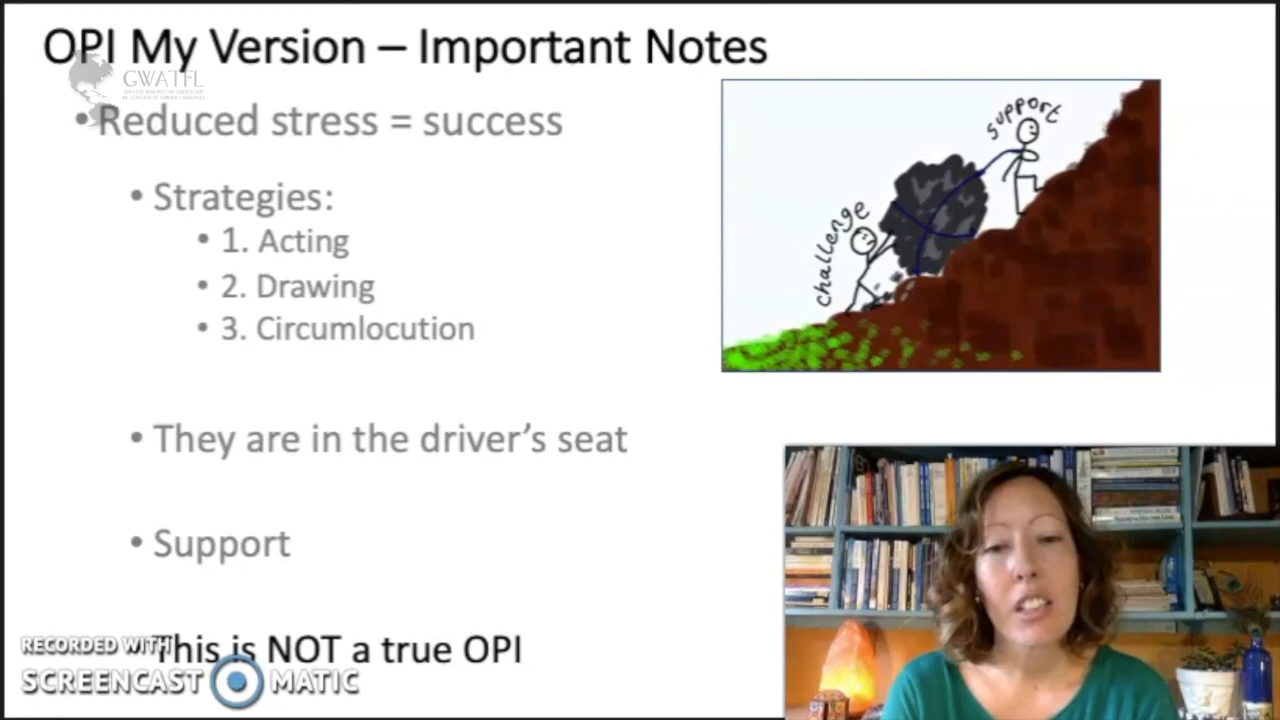 OPI My Version – Important Notes
GWATFL
• Reduced stress = success
• Strategies:
• 1. Acting
• 2. Drawing
• 3. Circumlocution
• They are in the driver's seat
• Support
This is NOT a true OPI
support
challenge
RECORDED WITH
SCREENCAST MATIC